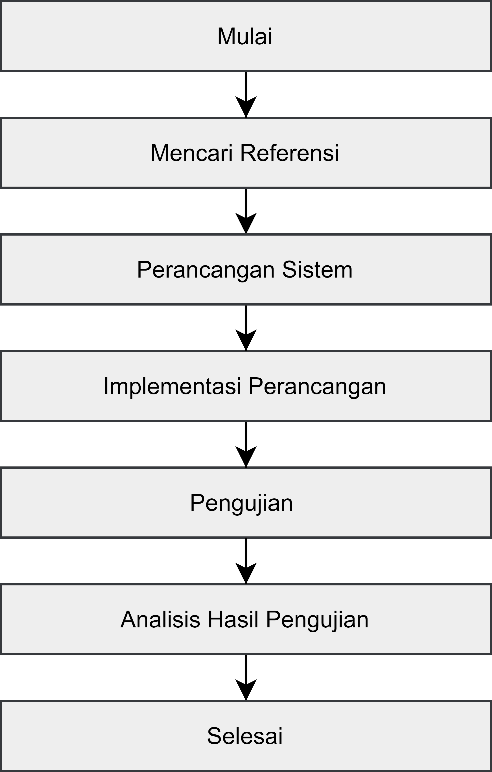 Mulai
Mencari Referensi
Perancangan Sistem
Implementasi Perancangan
Pengujian
Analisis Hasil Pengujian
Selesai